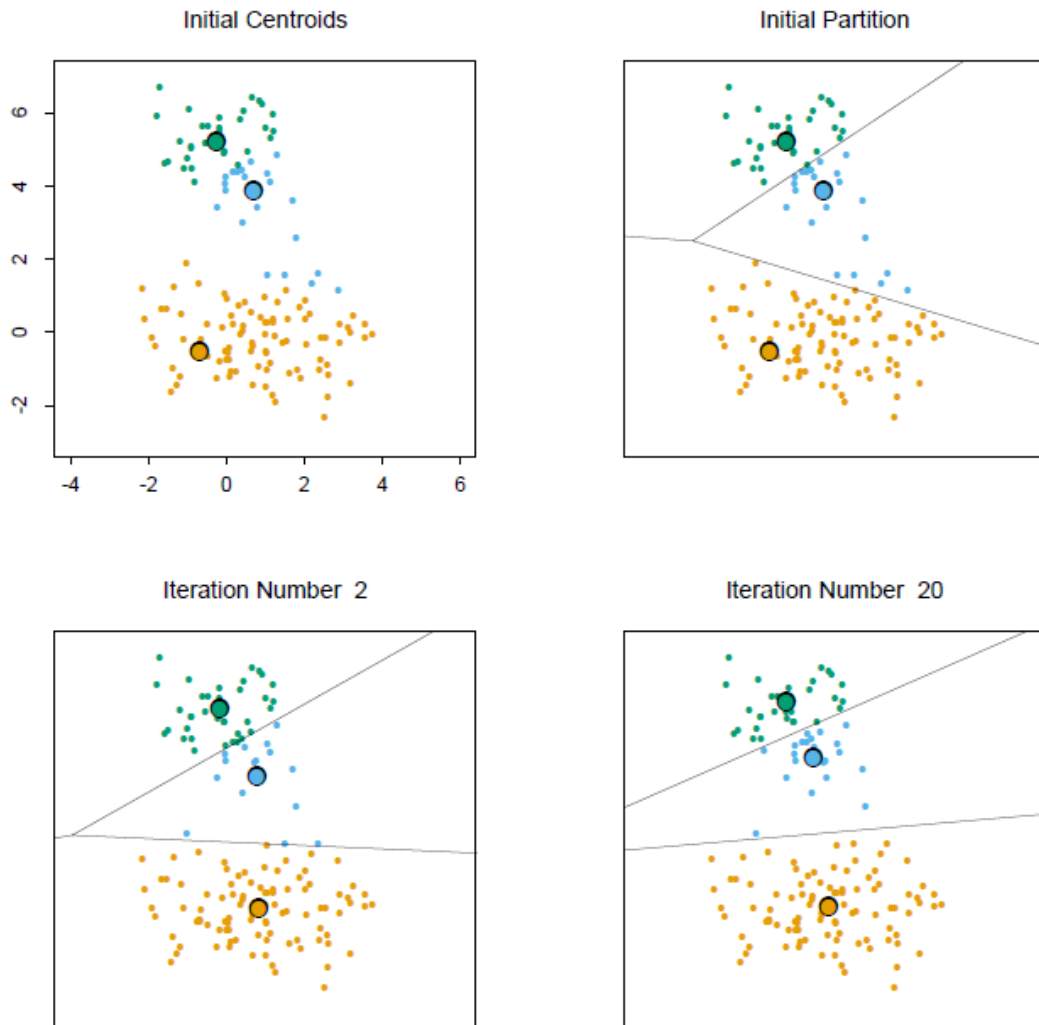 Initial Centroids
Initial Partition
6
4
2
0
-2
-4 -2 0 2 4 6
Iteration Number 2
Iteration Number 20